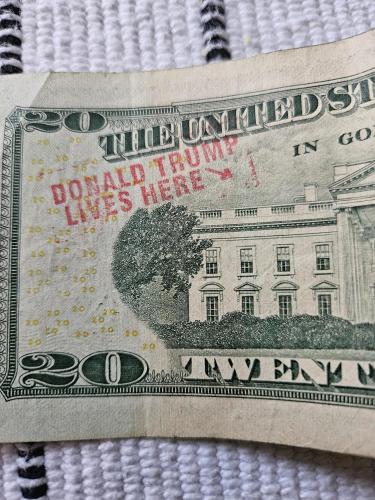 20
THE UNITED ST
IN GO
DONALD TRUMP
LIVES HERE
20
TWENT